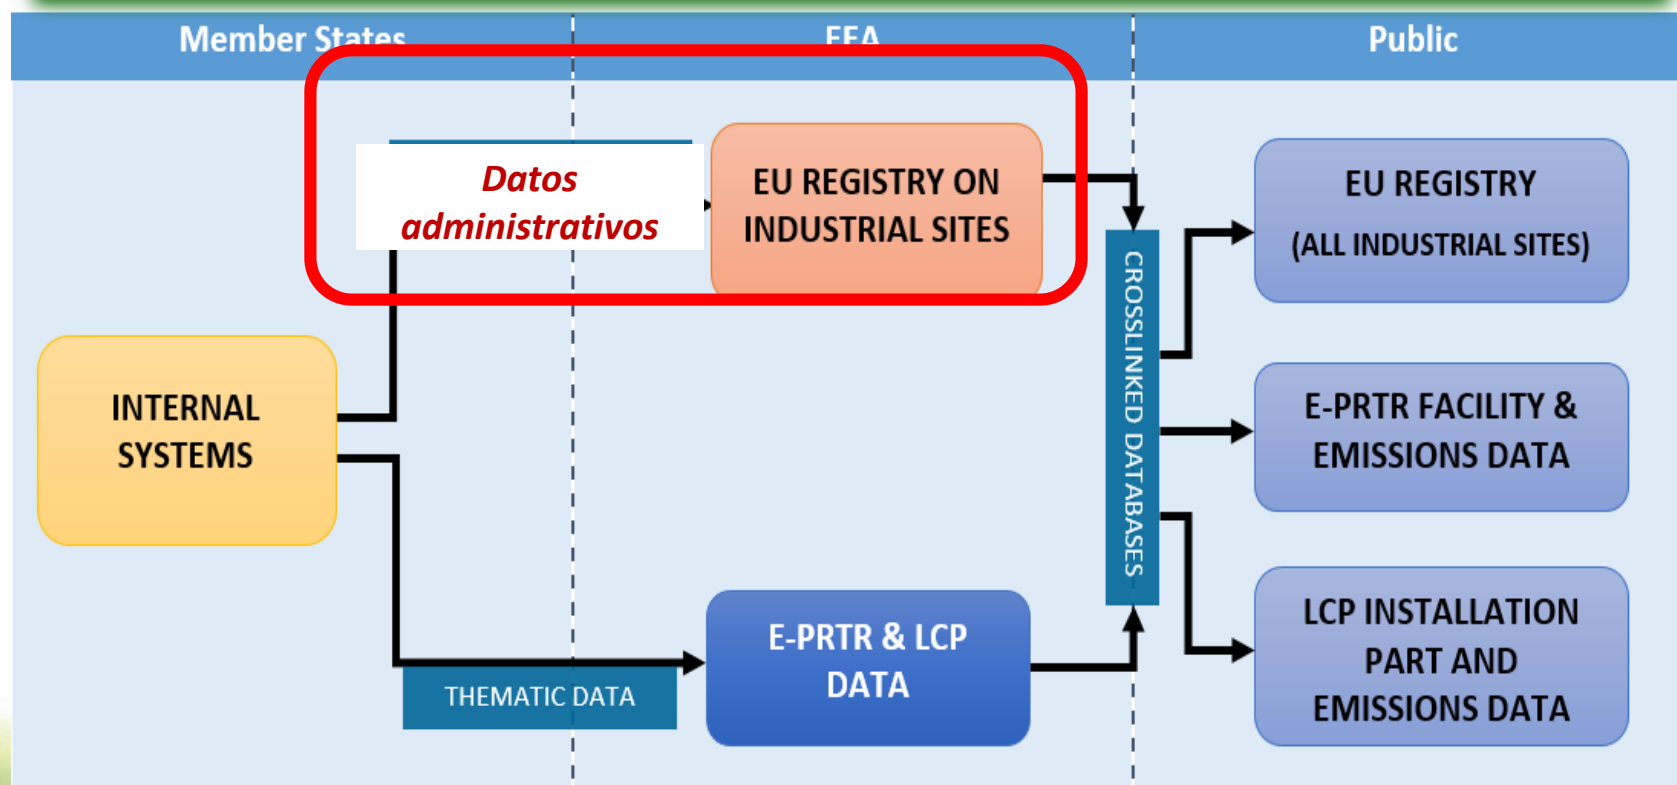 Member States
EEA
Public
Datos
administrativos
EU REGISTRY ON
INDUSTRIAL SITES
EU REGISTRY
(ALL INDUSTRIAL SITES)
INTERNAL
SYSTEMS
CROSSLINKED DATABASES
E-PRTR FACILITY &
EMISSIONS DATA
E-PRTR & LCP
DATA
THEMATIC DATA
LCP INSTALLATION
PART AND
EMISSIONS DATA